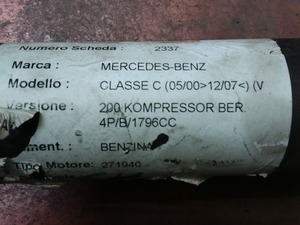 Numero Scheda : 2337
Marca : MERCEDES-BENZ
Modello : CLASSE C (05/00>12/07<) (V
Versione : 200 KOMPRESSOR BER.
4P/B/1796CC
ment. : BENZINA
Tipo Motore: 271940